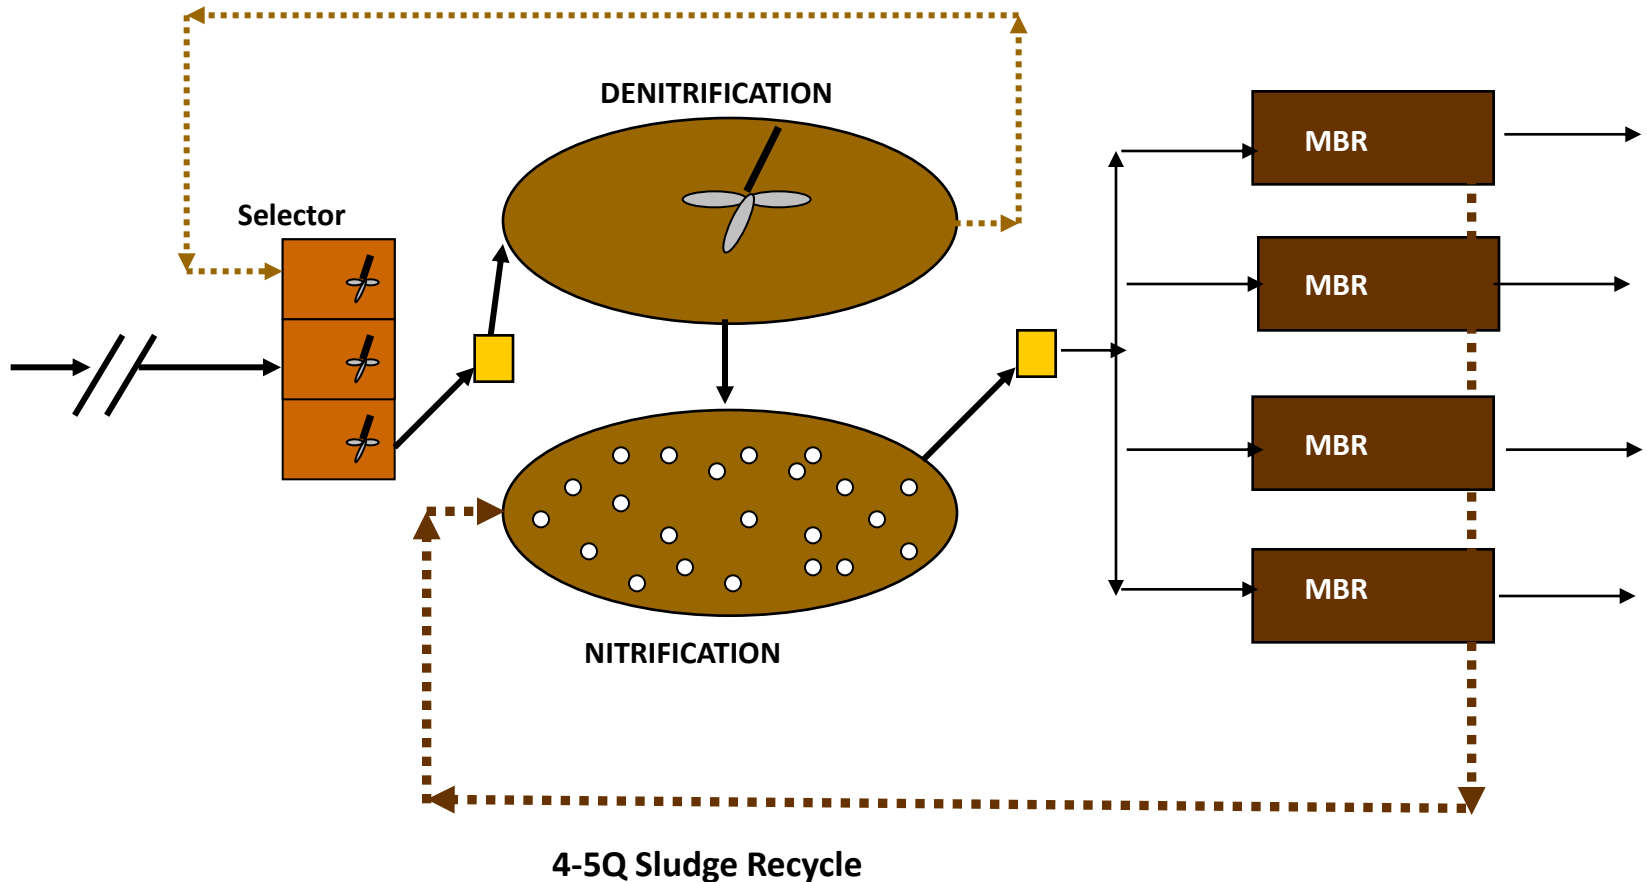 DENITRIFICATION
Selector
MBR
MBR
MBR
MBR
NITRIFICATION
4-5Q Sludge Recycle